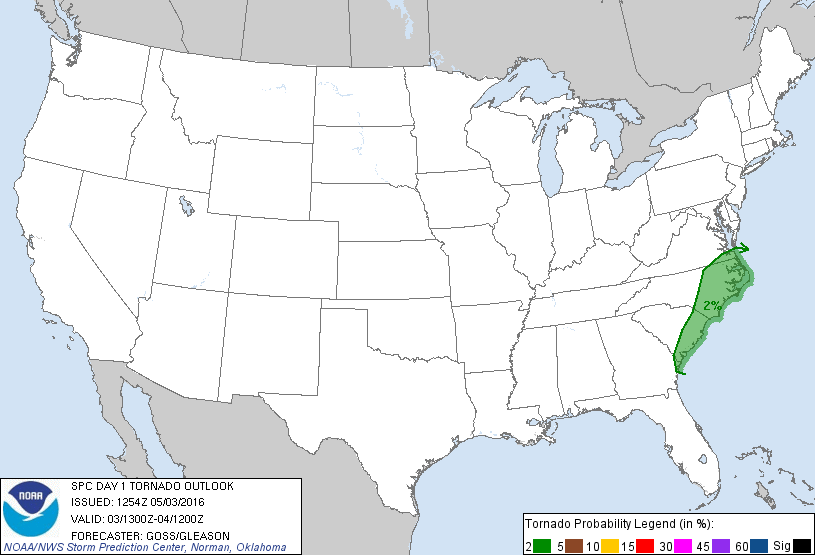 2%
NOAA
SPC DAY 1 TORNADO OUTLOOK
ISSUED: 1254Z 05/03/2016
VALID: 03/1300Z-04/1200Z
FORECASTER: GOSS/GLEASON
NOAA/NWS Storm Prediction Center, Norman, Oklahoma
Tornado Probability Legend (in %):
2 5 10 15 30 45 60 Sig